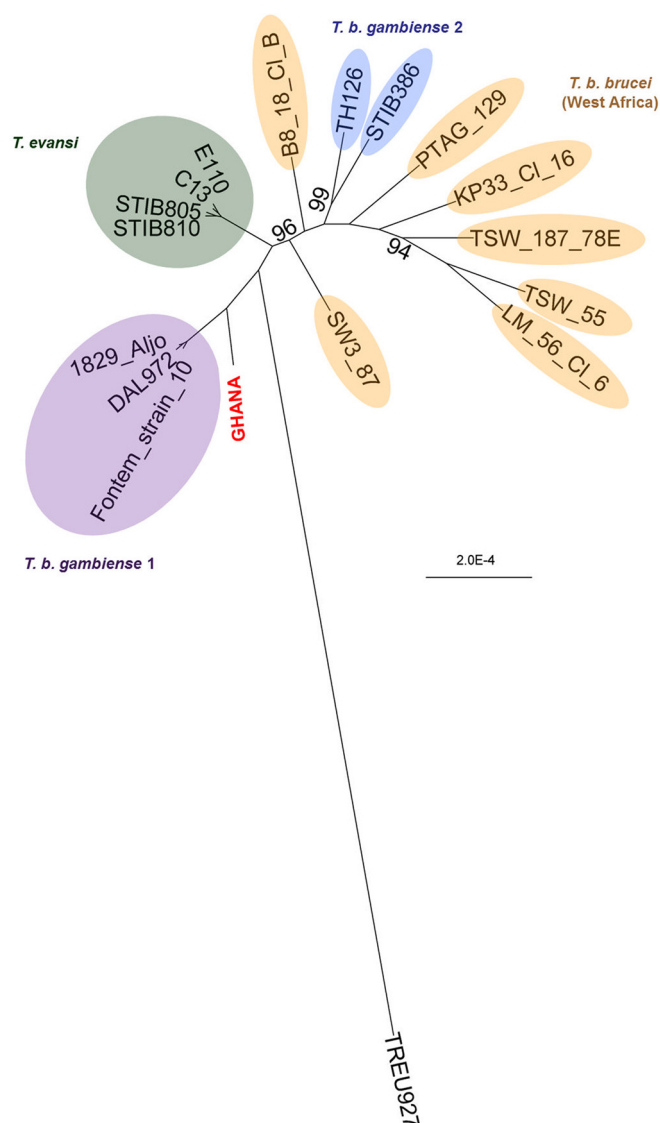 T. b. gambiense 2
T. b. brucei
(West Africa)
T. evansi
B8_18_Cl_B
TH126
STIB386
PTAG_129
KP33_Cl_16
TSW_187_78E
TSW_55
LM_56_Cl_6
SW3_87
E110
C13
STIB805
STIB810
96
99
94
1829_Aljo
DAL972
Fontem_strain_10
GHANA
T. b. gambiense 1
2.0E-4
TREU927